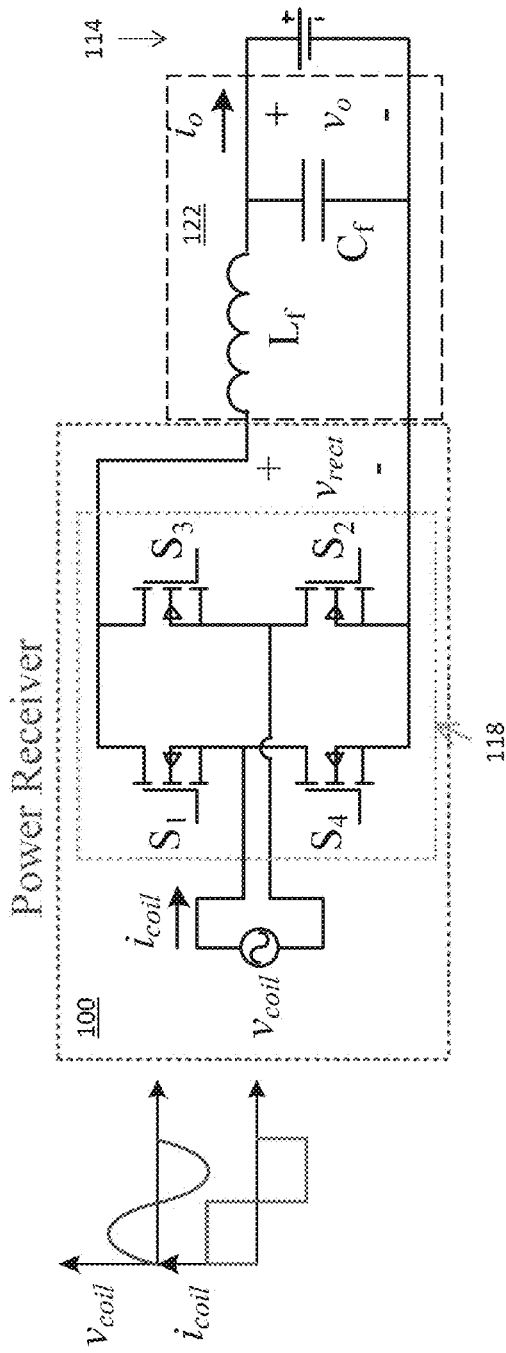 Power Receiver
v_coil
i_coil
100
i_coil
v_coil
S_1
S_3
S_4
S_2
118
+
v_rect
-
122
L_f
C_f
i_o
+
v_o
-
114
+
-